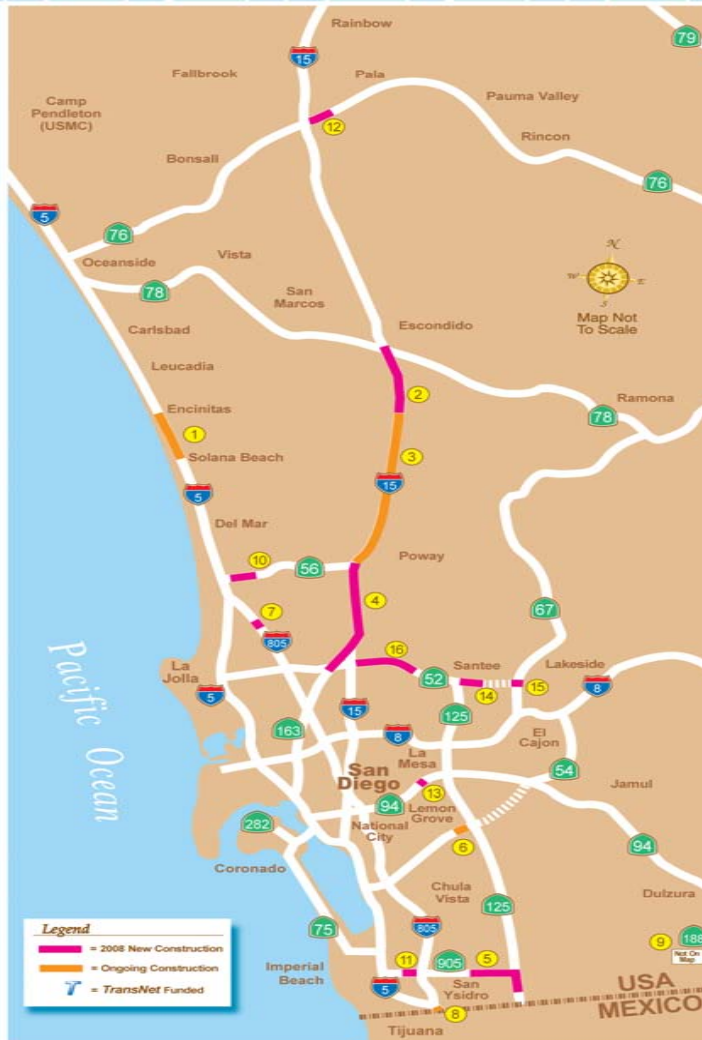 Rainbow
79
15
Fallbrook
Pala
Camp
Pendleton
(USMC)
Pauma Valley
12
Rincon
Bonsall
76
5
76
N
W
E
S
Map Not
To Scale
Oceanside
Vista
78
San
Marcos
Carlsbad
Escondido
Leucadia
2
Ramona
78
Encinitas
1
3
Solana Beach
15
5
Del Mar
10
56
Poway
4
7
67
805
16
La
Jolla
Santee
Lakeside
52
14
15
8
5
15
125
163
8
El
Cajon
La
Mesa
54
San
Diego
13
Jamul
94
Lemon
Grove
282
National
City
6
94
Coronado
Chula
Vista
125
Dulzura
75
805
9
188
Not On
Map
11
905
5
Imperial
Beach
5
San
Ysidro
USA
MEXICO
8
Tijuana
Pacific Ocean
Legend
= 2008 New Construction
= Ongoing Construction
T = TransNet Funded